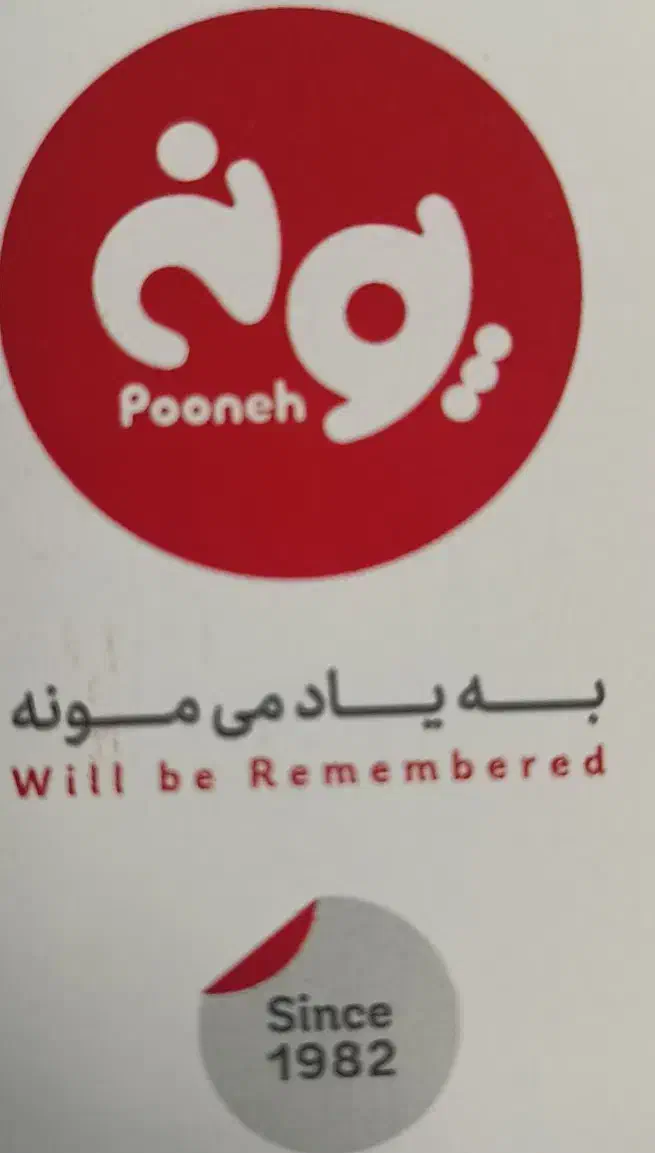 پونه
Pooneh
به یاد می مونه
Will be Remembered
Since
1982